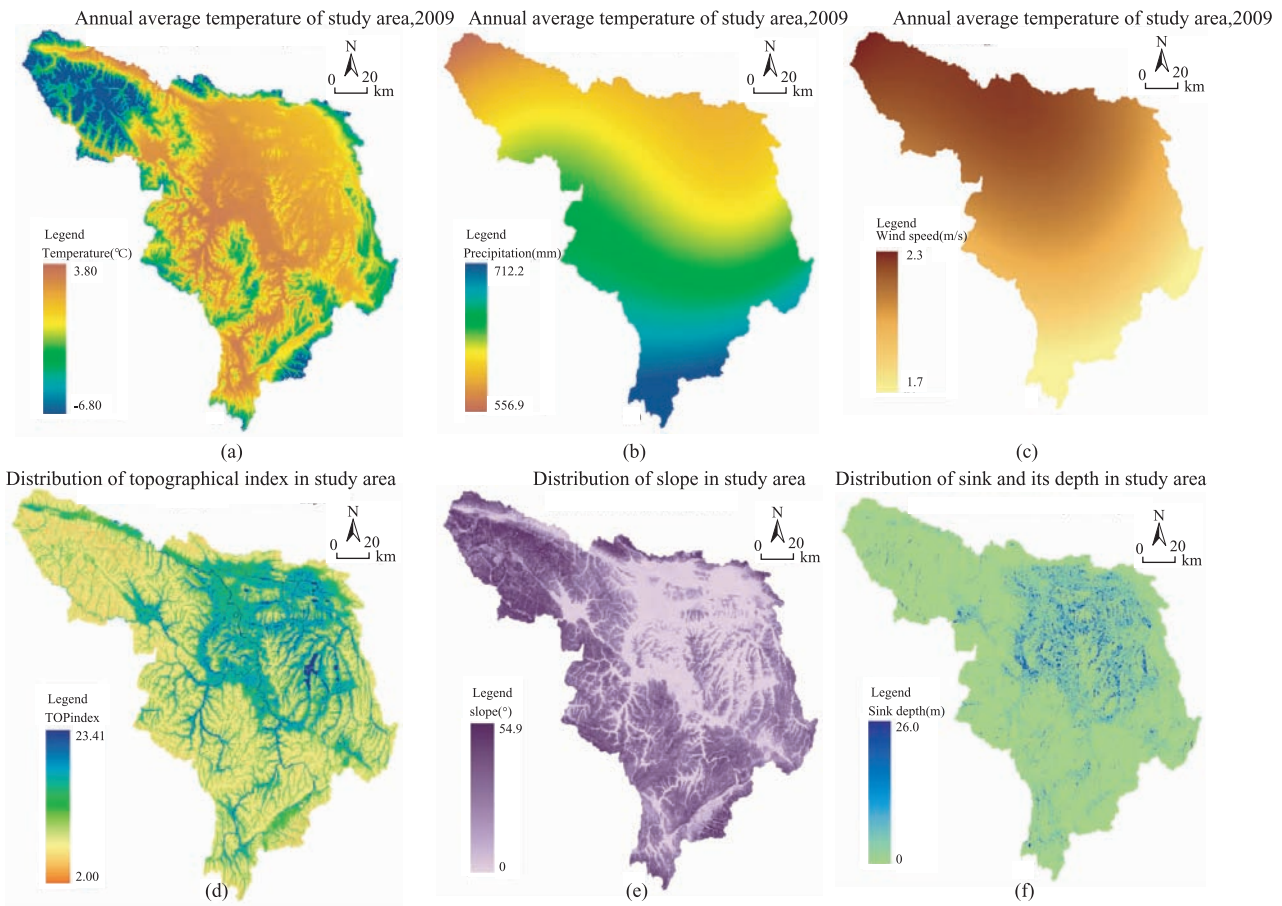 Annual average temperature of study area,2009
Annual average temperature of study area,2009
Annual average temperature of study area,2009
N
0 20
km
N
0 20
km
N
0 20
km
Legend
Temperature(°C)
3.80
-6.80
Legend
Precipitation(mm)
712.2
556.9
Legend
Wind speed(m/s)
2.3
1.7
(a)
(b)
(c)
Distribution of topographical index in study area
Distribution of slope in study area
Distribution of sink and its depth in study area
N
0 20
km
N
0 20
km
N
0 20
km
Legend
TOPindex
23.41
2.00
Legend
slope(°)
54.9
0
Legend
Sink depth(m)
26.0
0
(d)
(e)
(f)